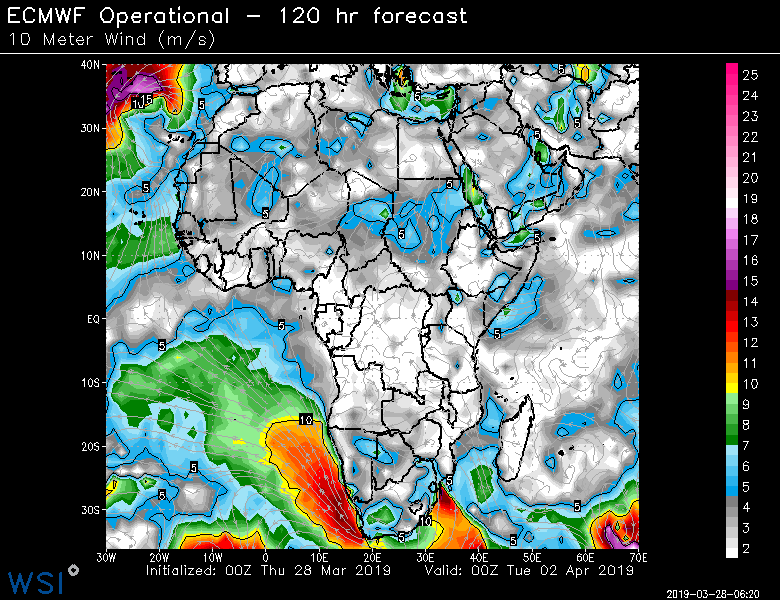 ECMWF Operational – 120 hr forecast
10 Meter Wind (m/s)
40N
30N
20N
10N
EQ
10S
20S
30S
30W 20W 10W 0 10E 20E 30E 40E 50E 60E 70E
10 15 5 5 5 5
5 5 5 5 5
5 5 5
5 5 5
10
5 5 5 5
10 5 5
25
24
23
22
21
20
19
18
17
16
15
14
13
12
11
10
9
8
7
6
5
4
3
2
Initialized: 00Z Thu 28 Mar 2019 Valid: 00Z Tue 02 Apr 2019
WSI
2019-03-28-06:20